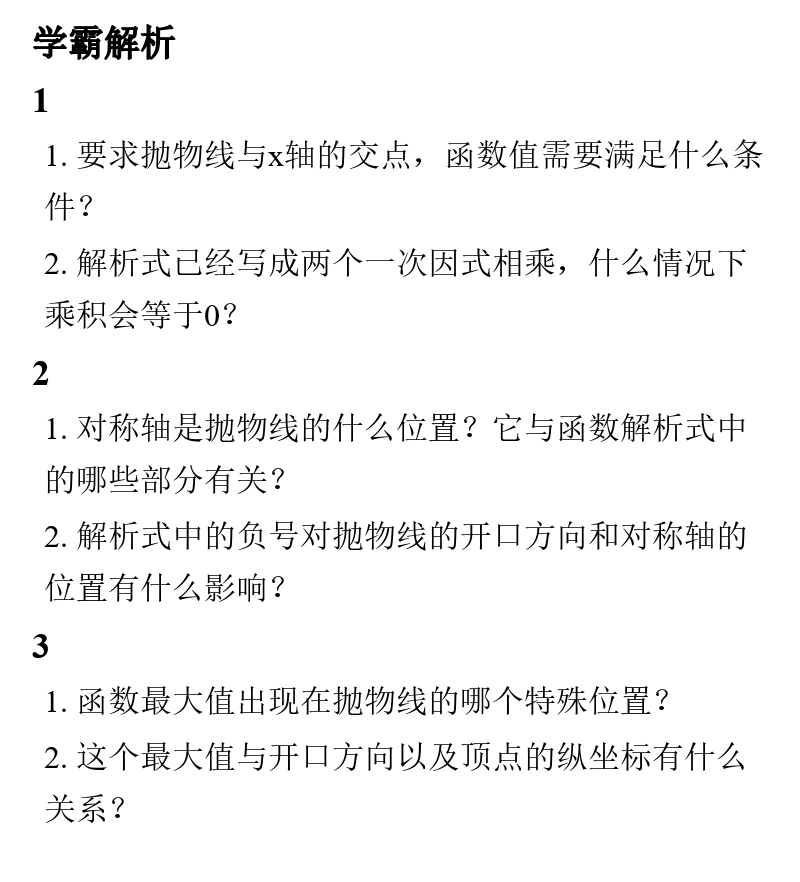 学霸解析
1
1. 要求抛物线与x轴的交点，函数值需要满足什么条
件？
2. 解析式已经写成两个一次因式相乘，什么情况下
乘积会等于0？
2
1. 对称轴是抛物线的什么位置？它与函数解析式中
的哪些部分有关？
2. 解析式中的负号对抛物线的开口方向和对称轴的
位置有什么影响？
3
1. 函数最大值出现在抛物线的哪个特殊位置？
2. 这个最大值与开口方向以及顶点的纵坐标有什么
关系？